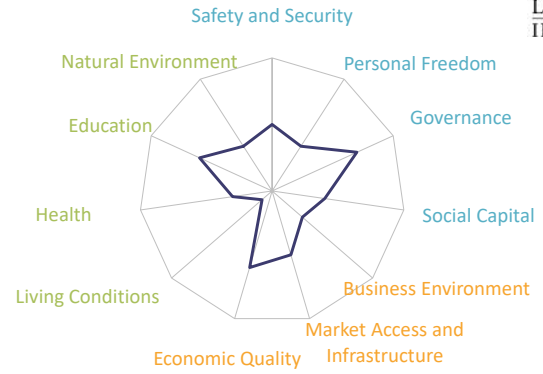 Safety and Security
Natural Environment
Personal Freedom
Education
Governance
Health
Social Capital
Living Conditions
Business Environment
Market Access and
Infrastructure
Economic Quality